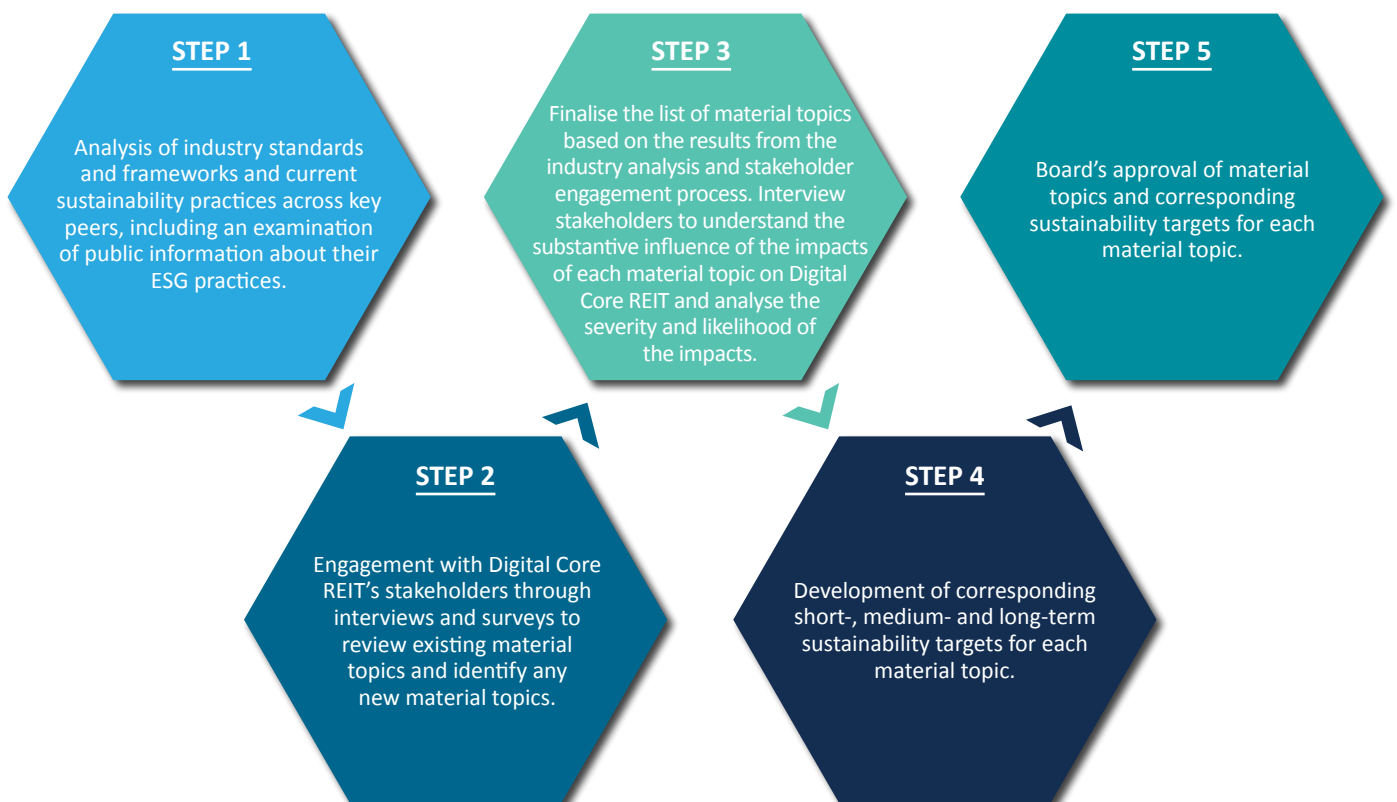 STEP 1
Analysis of industry standards
and frameworks and current
sustainability practices across key
peers, including an examination
of public information about their
ESG practices.
STEP 2
Engagement with Digital Core
REIT’s stakeholders through
interviews and surveys to
review existing material
topics and identify any
new material topics.
STEP 3
Finalise the list of material topics
based on the results from the
industry analysis and stakeholder
engagement process. Interview
stakeholders to understand the
substantive influence of the impacts
of each material topic on Digital
Core REIT and analyse the
severity and likelihood of
the impacts.
STEP 4
Development of corresponding
short-, medium- and long-term
sustainability targets for each
material topic.
STEP 5
Board’s approval of material
topics and corresponding
sustainability targets for each
material topic.